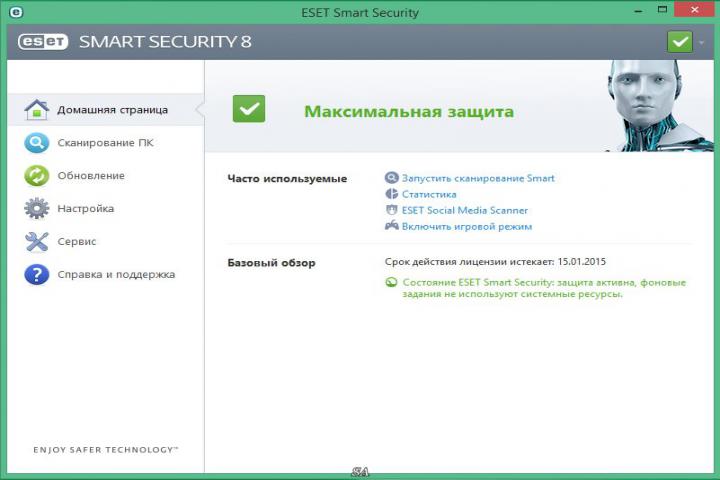 ESET Smart Security
eset SMART SECURITY 8
Домашняя страница
Сканирование ПК
Обновление
Настройка
Сервис
Справка и поддержка
ENJOY SAFER TECHNOLOGY™
Максимальная защита
Часто используемые
Запустить сканирование Smart
Статистика
ESET Social Media Scanner
Включить игровой режим
Базовый обзор
Срок действия лицензии истекает: 15.01.2015
Состояние ESET Smart Security: защита активна, фоновые
задания не используют системные ресурсы.